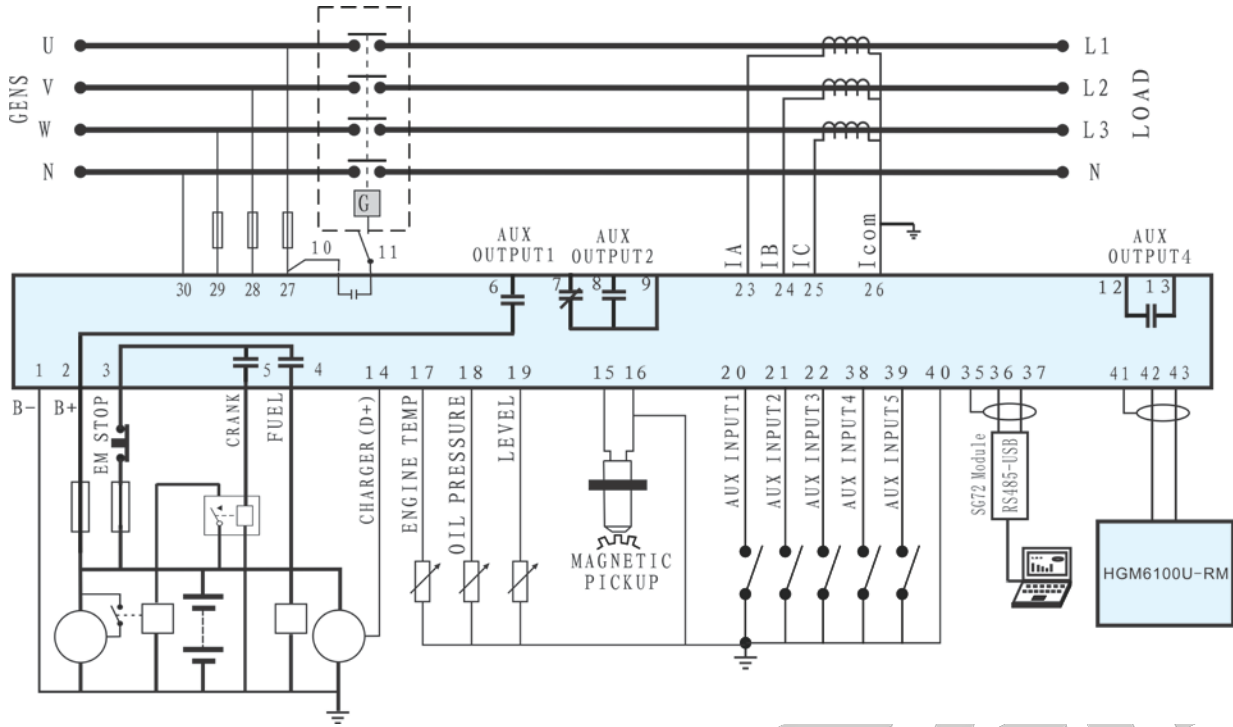 U
L1
GENS
V
L2
LOAD
W
L3
N
N
G
10
11
AUX
OUTPUT1
AUX
OUTPUT2
IA
IB
IC
Icom
AUX
OUTPUT4
30
29
28
27
6
7
8
9
23
24
25
26
12
13
1
2
3
5
4
14
17
18
19
15
16
20
21
22
38
39
40
35
36
37
41
42
43
B-
B+
EM STOP
CRANK
FUEL
CHARGER(D+)
ENGINE TEMP
OIL PRESSURE
LEVEL
MAGNETIC
PICKUP
AUX INPUT1
AUX INPUT2
AUX INPUT3
AUX INPUT4
AUX INPUT5
SG72 Module
RS485-USB
HGM6100U-RM